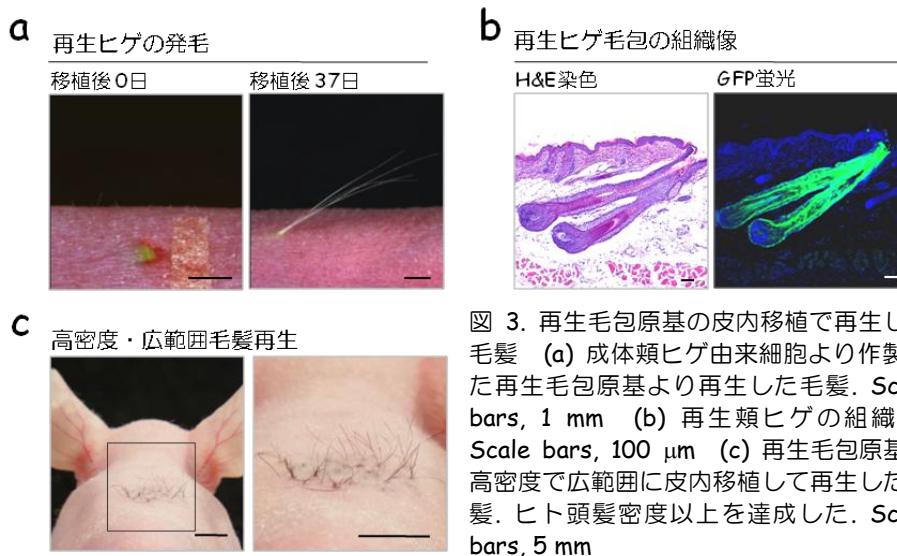 a 再生ヒゲの発毛
移植後0日 移植後37日
b 再生ヒゲ毛包の組織像
H&E染色 GFP蛍光
c 高密度・広範囲毛髪再生
図 3. 再生毛包原基の皮内移植で再生し
毛髪 (a) 成体頬ヒゲ由来細胞より作製
た再生毛包原基より再生した毛髪. Sc
bars, 1 mm (b) 再生頬ヒゲの組織
Scale bars, 100 μm (c) 再生毛包原基
高密度で広範囲に皮内移植して再生した
髪. ヒト頭髪密度以上を達成した. Sc
bars, 5 mm